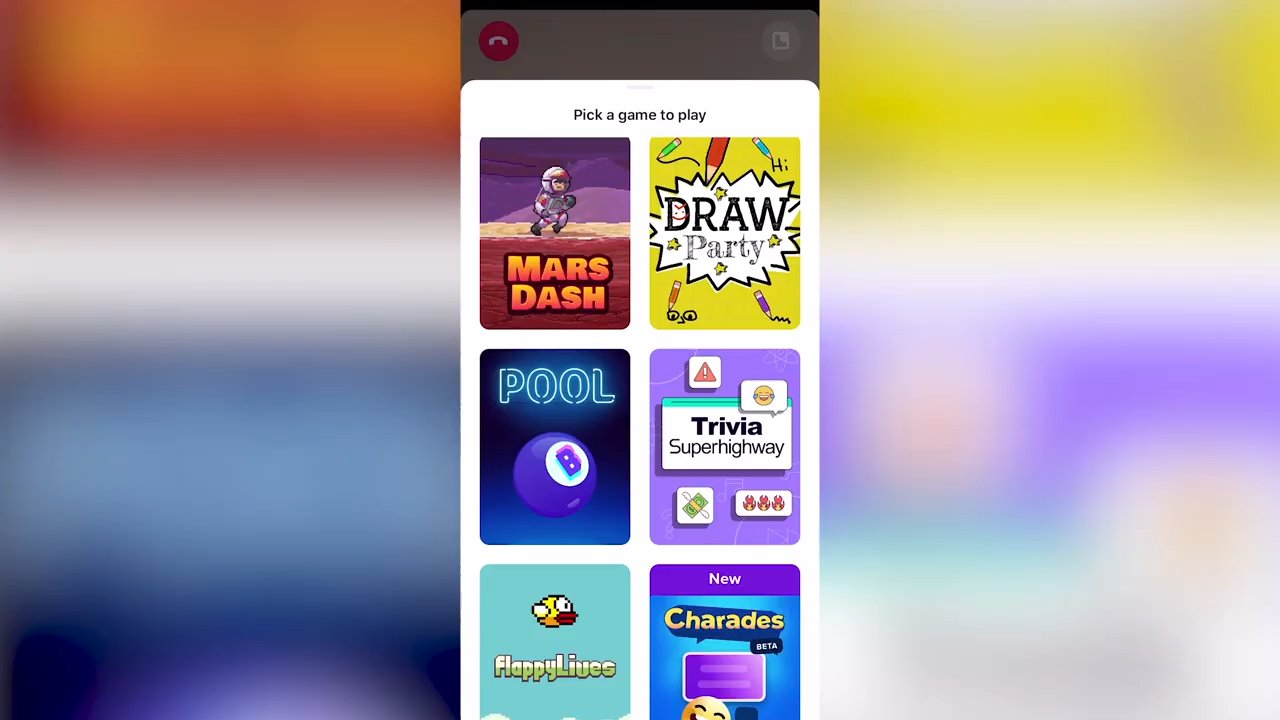 Pick a game to play
MARS
DASH
Hi
DRAW
Party
POOL
B
Trivia
Superhighway
FlappyLives
New
Charades
BETA